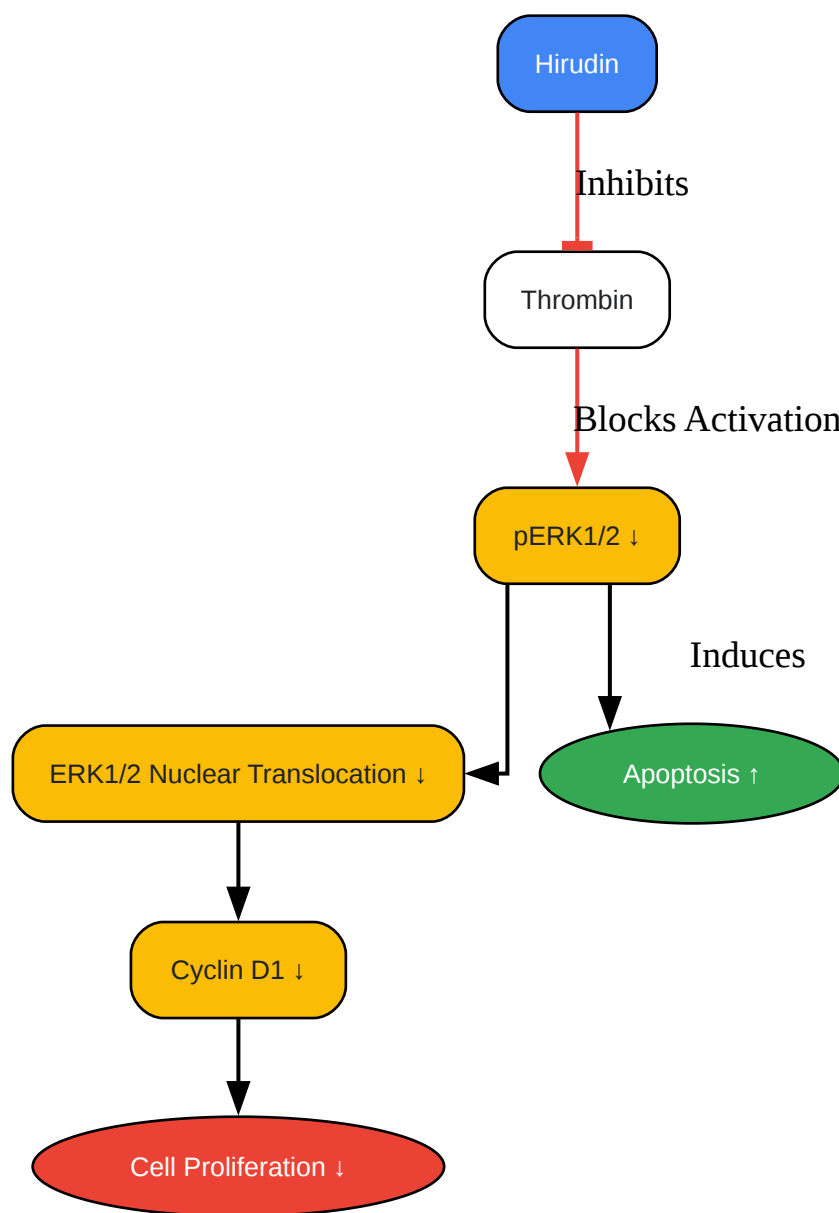 Hirudin
Inhibits
Thrombin
Blocks Activation
pERK1/2 ↓
Induces
ERK1/2 Nuclear Translocation ↓
Apoptosis ↑
Cyclin D1 ↓
Cell Proliferation ↓